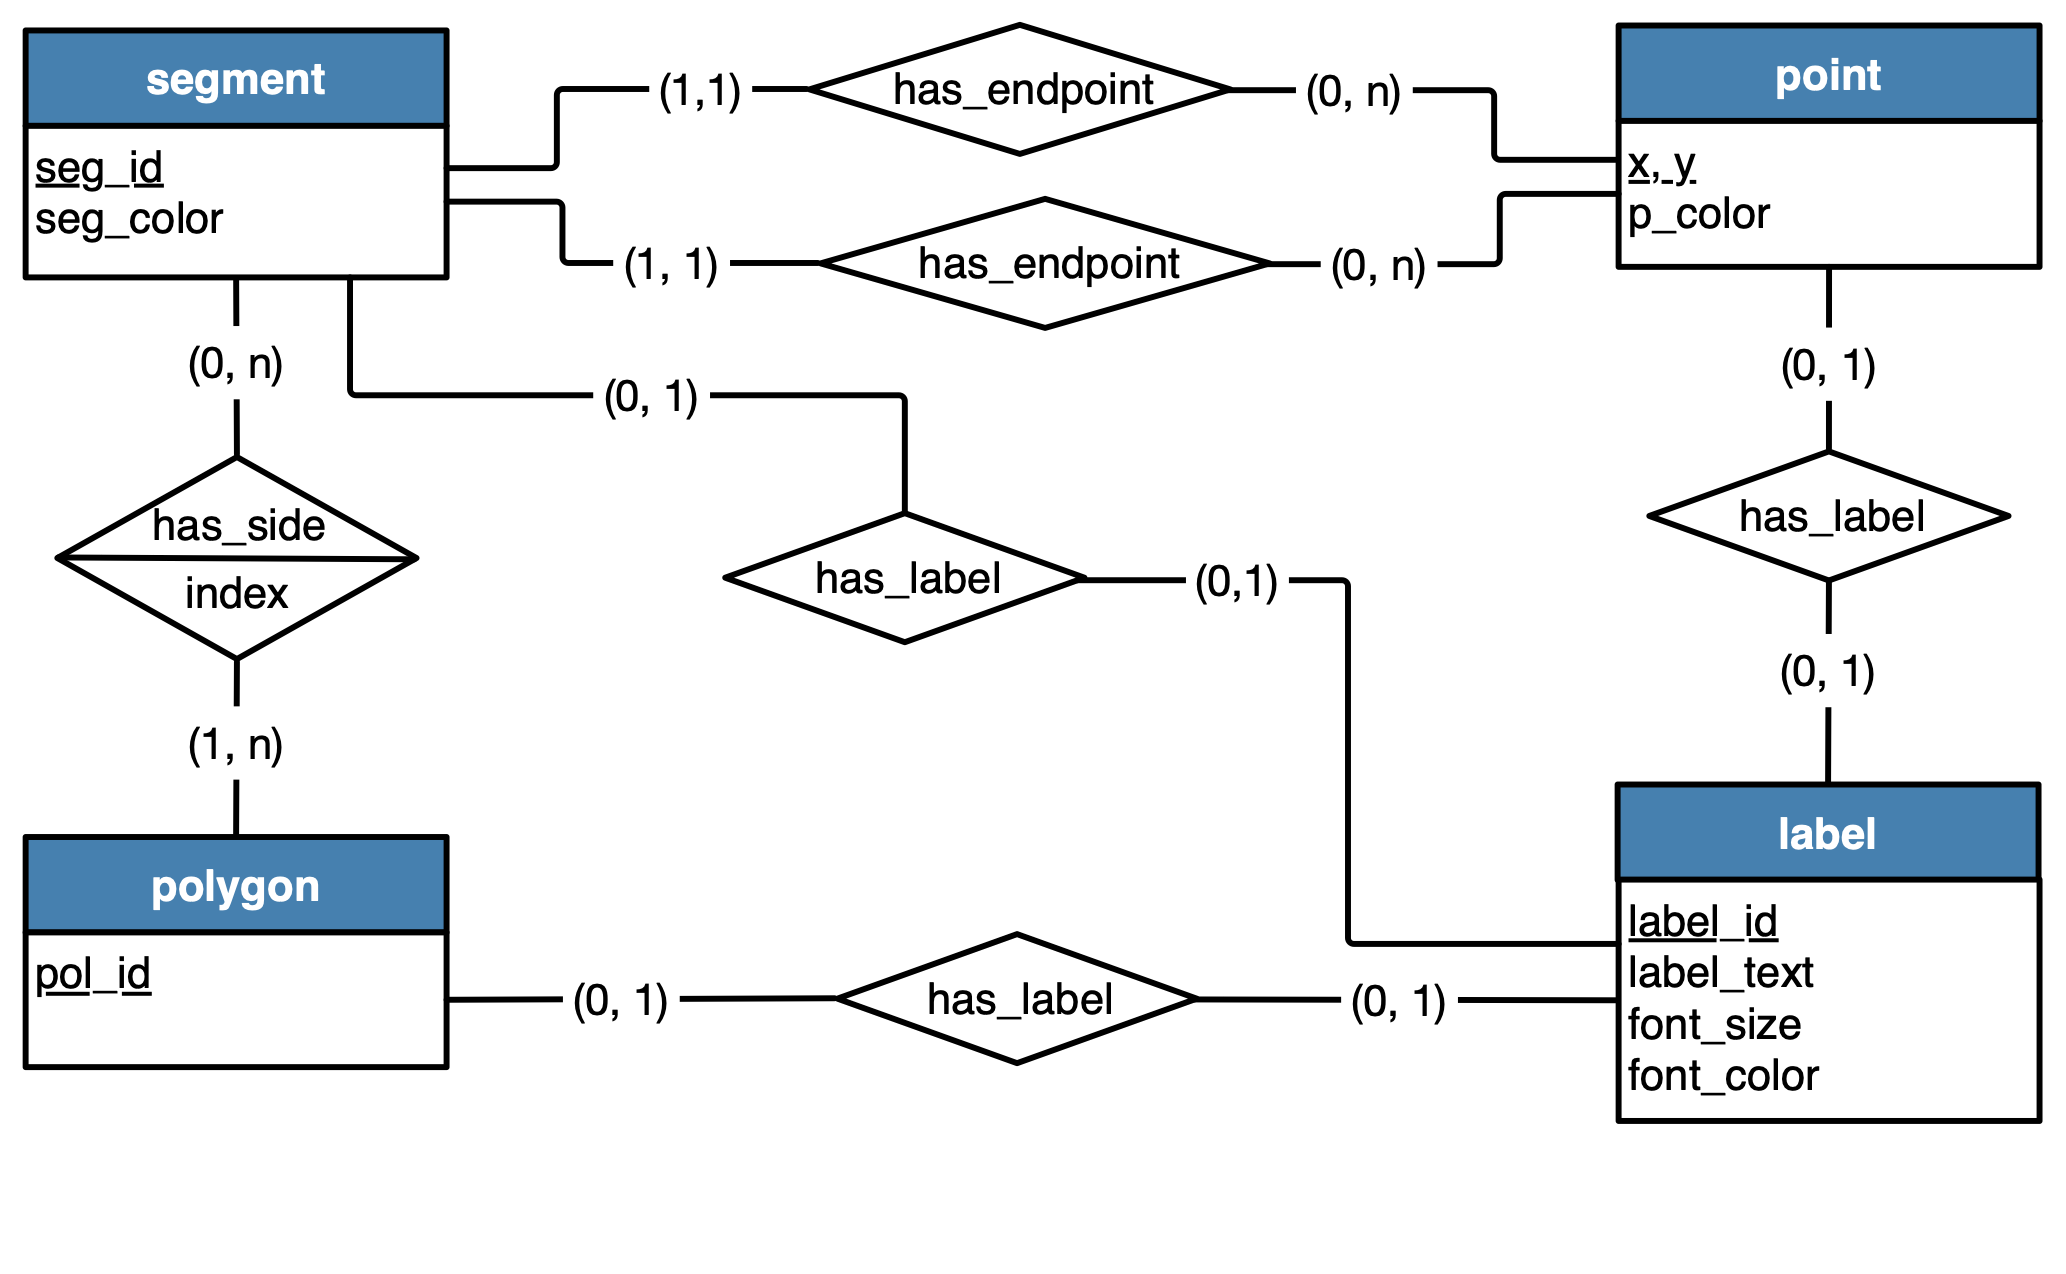 segment
seg_id
seg_color
(1,1)
has_endpoint
(0, n)
point
x, y
p_color
(1, 1)
has_endpoint
(0, n)
(0, n)
(0, 1)
(0, 1)
has_side
index
has_label
(0,1)
has_label
(1, n)
(0, 1)
polygon
pol_id
(0, 1)
has_label
(0, 1)
label
label_id
label_text
font_size
font_color